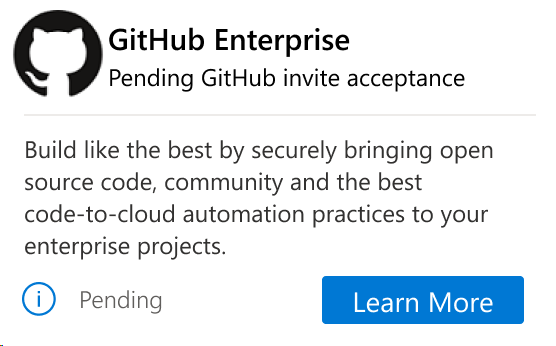 GitHub Enterprise
Pending GitHub invite acceptance
Build like the best by securely bringing open
source code, community and the best
code-to-cloud automation practices to your
enterprise projects.
Pending
Learn More